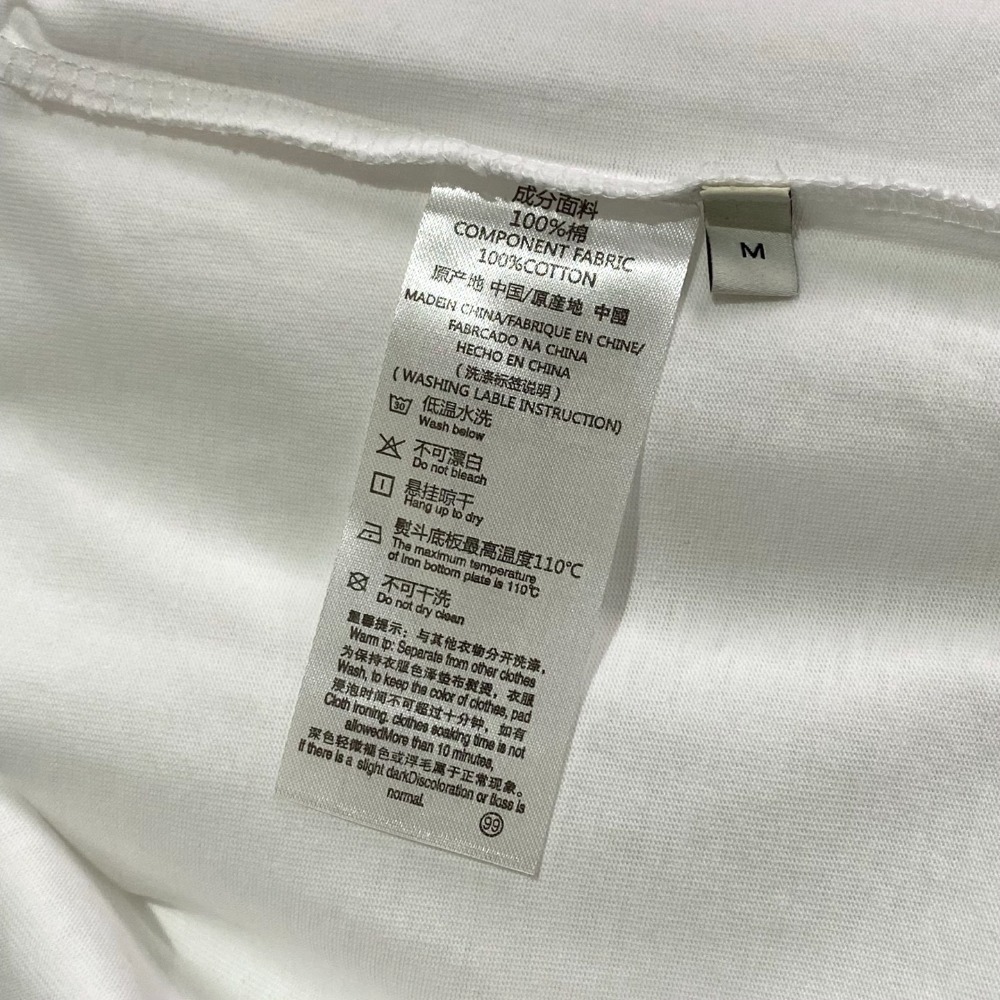 成分面料
100%棉
COMPONENT FABRIC
100%COTTON
原产地 中国/原産地 中國
MADEIN CHINA/FABRIQUE EN CHINE/
FABRCADO NA CHINA
HECHO EN CHINA
(洗涤标签说明)
(WASHING LABLE INSTRUCTION)
30 低温水洗
Wash below
不可漂白
Do not bleach
悬挂晾干
Hang up to dry
熨斗底板最高温度110℃
The maximum temperature
of iron bottom plate is 110℃
不可干洗
Do not dry clean
温馨提示：与其他衣物分开洗涤，
Warm tip: Separate from other clothes
为保持衣服色泽垫布熨烫，衣服
Wash, to keep the color of clothes, pad
浸泡时间不可超过十分钟，如有
Cloth ironing, clothes soaking time is not
allowedMore than 10 minutes,
深色轻微褪色或浮毛属于正常现象。
if there is a slight darkDiscoloration or floss is
normal.
99
M